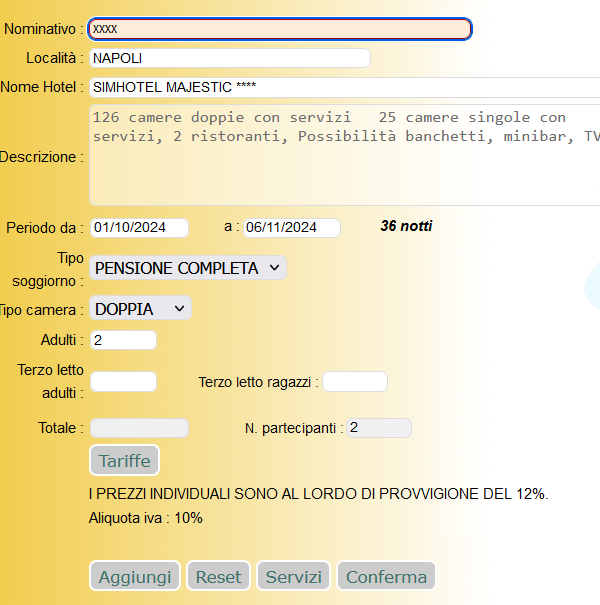 Nominativo : xxxx
Località : NAPOLI
Nome Hotel : SIMHOTEL MAJESTIC ****
126 camere doppie con servizi 25 camere singole con
Descrizione : servizi, 2 ristoranti, Possibilità banchetti, minibar, TV
Periodo da : 01/10/2024 a : 06/11/2024 36 notti
Tipo
soggiorno : PENSIONE COMPLETA
Tipo camera : DOPPIA
Adulti : 2
Terzo letto
adulti : Terzo letto ragazzi :
Totale : N. partecipanti : 2
Tariffe
I PREZZI INDIVIDUALI SONO AL LORDO DI PROVVIGIONE DEL 12%.
Aliquota iva : 10%
Aggiungi Reset Servizi Conferma